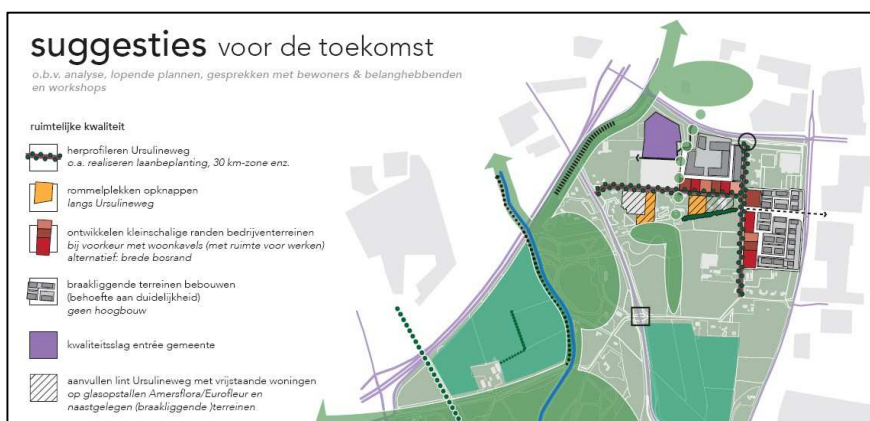 suggesties voor de toekomst
o.b.v. analyse, lopende plannen, gesprekken met bewoners & belanghebbenden
en workshops
ruimtelijke kwaliteit
herprofileren Ursulineweg
o.a. realiseren laanbeplanting, 30 km-zone enz.
rommelplekken opknappen
langs Ursulineweg
ontwikkelen kleinschalige randen bedrijventerreinen
bij voorkeur met woonkavels (met ruimte voor werken)
alternatief: brede bosrand
braakliggende terreinen bebouwen
(behoefte aan duidelijkheid)
geen hoogbouw
kwaliteitsslag entrée gemeente
aanvullen lint Ursulineweg met vrijstaande woningen
op glasopstallen Amersflora/Eurofleur en
naastgelegen (braakliggende )terreinen